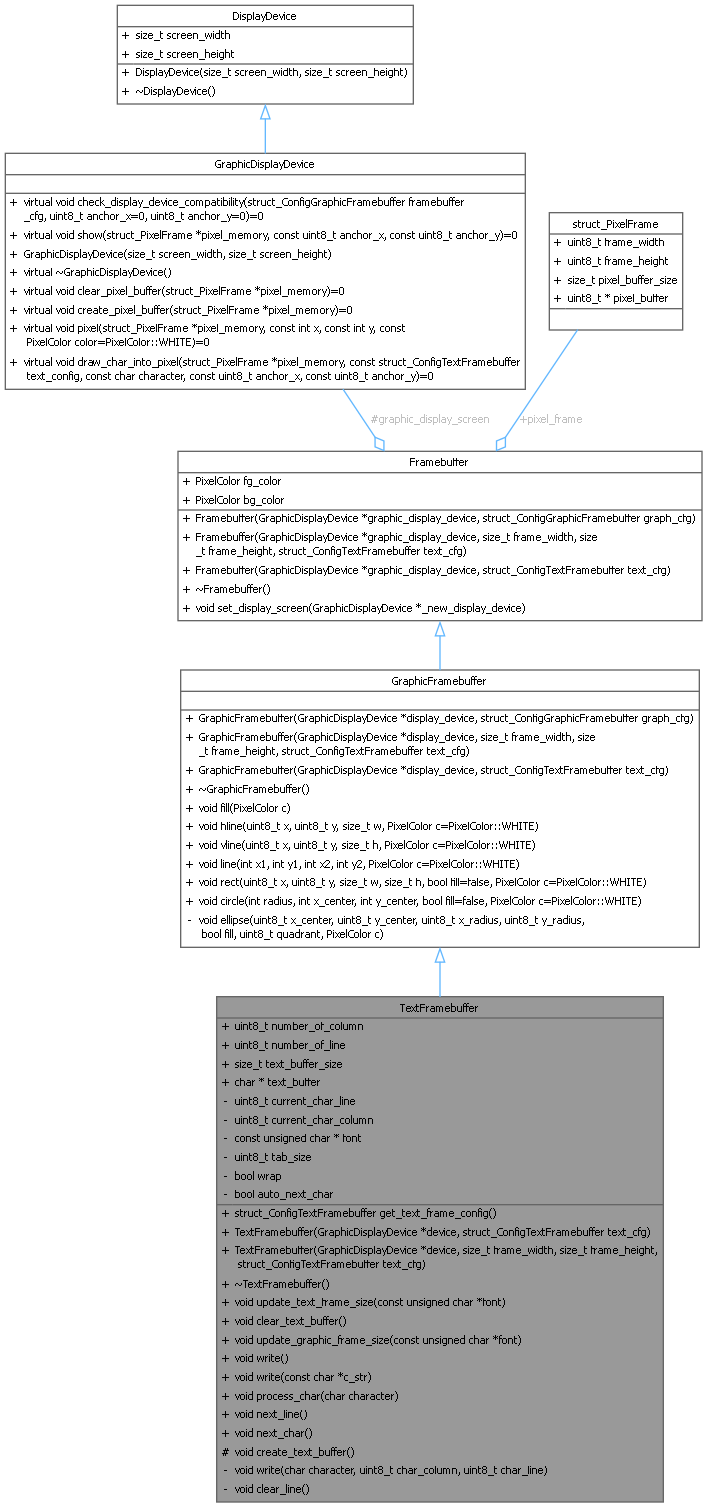 DisplayDevice
+ size_t screen_width
+ size_t screen_height
+ DisplayDevice(size_t screen_width, size_t screen_height)
+ ~DisplayDevice()
GraphicDisplayDevice
+ virtual void check_display_device_compatibility(struct_ConfigGraphicFramebuffer framebuffer
_cfg, uint8_t anchor_x=0, uint8_t anchor_y=0)=0
+ virtual void show(struct_PixelFrame *pixel_memory, const uint8_t anchor_x, const uint8_t anchor_y)=0
+ GraphicDisplayDevice(size_t screen_width, size_t screen_height)
+ virtual ~GraphicDisplayDevice()
+ virtual void clear_pixel_buffer(struct_PixelFrame *pixel_memory)=0
+ virtual void create_pixel_buffer(struct_PixelFrame *pixel_memory)=0
+ virtual void pixel(struct_PixelFrame *pixel_memory, const int x, const int y, const
PixelColor color=PixelColor::WHITE)=0
+ virtual void draw_char_into_pixel(struct_PixelFrame *pixel_memory, const struct_ConfigTextFramebuffer
text_config, const char character, const uint8_t anchor_x, const uint8_t anchor_y)=0
struct_PixelFrame
+ uint8_t frame_width
+ uint8_t frame_height
+ size_t pixel_buffer_size
+ uint8_t * pixel_buffer
#graphic_display_screen
+pixel_frame
Framebuffer
+ PixelColor fg_color
+ PixelColor bg_color
+ Framebuffer(GraphicDisplayDevice *graphic_display_device, struct_ConfigGraphicFramebuffer graph_cfg)
+ Framebuffer(GraphicDisplayDevice *graphic_display_device, size_t frame_width, size
_t frame_height, struct_ConfigTextFramebuffer text_cfg)
+ Framebuffer(GraphicDisplayDevice *graphic_display_device, struct_ConfigTextFramebuffer text_cfg)
+ ~Framebuffer()
+ void set_display_screen(GraphicDisplayDevice *_new_display_device)
GraphicFramebuffer
+ GraphicFramebuffer(GraphicDisplayDevice *display_device, struct_ConfigGraphicFramebuffer graph_cfg)
+ GraphicFramebuffer(GraphicDisplayDevice *display_device, size_t frame_width, size
_t frame_height, struct_ConfigTextFramebuffer text_cfg)
+ GraphicFramebuffer(GraphicDisplayDevice *display_device, struct_ConfigTextFramebuffer text_cfg)
+ ~GraphicFramebuffer()
+ void fill(PixelColor c)
+ void hline(uint8_t x, uint8_t y, size_t w, PixelColor c=PixelColor::WHITE)
+ void vline(uint8_t x, uint8_t y, size_t h, PixelColor c=PixelColor::WHITE)
+ void line(int x1, int y1, int x2, int y2, PixelColor c=PixelColor::WHITE)
+ void rect(uint8_t x, uint8_t y, size_t w, size_t h, bool fill=false, PixelColor c=PixelColor::WHITE)
+ void circle(int radius, int x_center, int y_center, bool fill=false, PixelColor c=PixelColor::WHITE)
- void ellipse(uint8_t x_center, uint8_t y_center, uint8_t x_radius, uint8_t y_radius,
bool fill, uint8_t quadrant, PixelColor c)
TextFramebuffer
+ uint8_t number_of_column
+ uint8_t number_of_line
+ size_t text_buffer_size
+ char * text_buffer
- uint8_t current_char_line
- uint8_t current_char_column
- const unsigned char * font
- uint8_t tab_size
- bool wrap
- bool auto_next_char
+ struct_ConfigTextFramebuffer get_text_frame_config()
+ TextFramebuffer(GraphicDisplayDevice *device, struct_ConfigTextFramebuffer text_cfg)
+ TextFramebuffer(GraphicDisplayDevice *device, size_t frame_width, size_t frame_height,
struct_ConfigTextFramebuffer text_cfg)
+ ~TextFramebuffer()
+ void update_text_frame_size(const unsigned char *font)
+ void clear_text_buffer()
+ void update_graphic_frame_size(const unsigned char *font)
+ void write()
+ void write(const char *c_str)
+ void process_char(char character)
+ void next_line()
+ void next_char()
# void create_text_buffer()
- void write(char character, uint8_t char_column, uint8_t char_line)
- void clear_line()